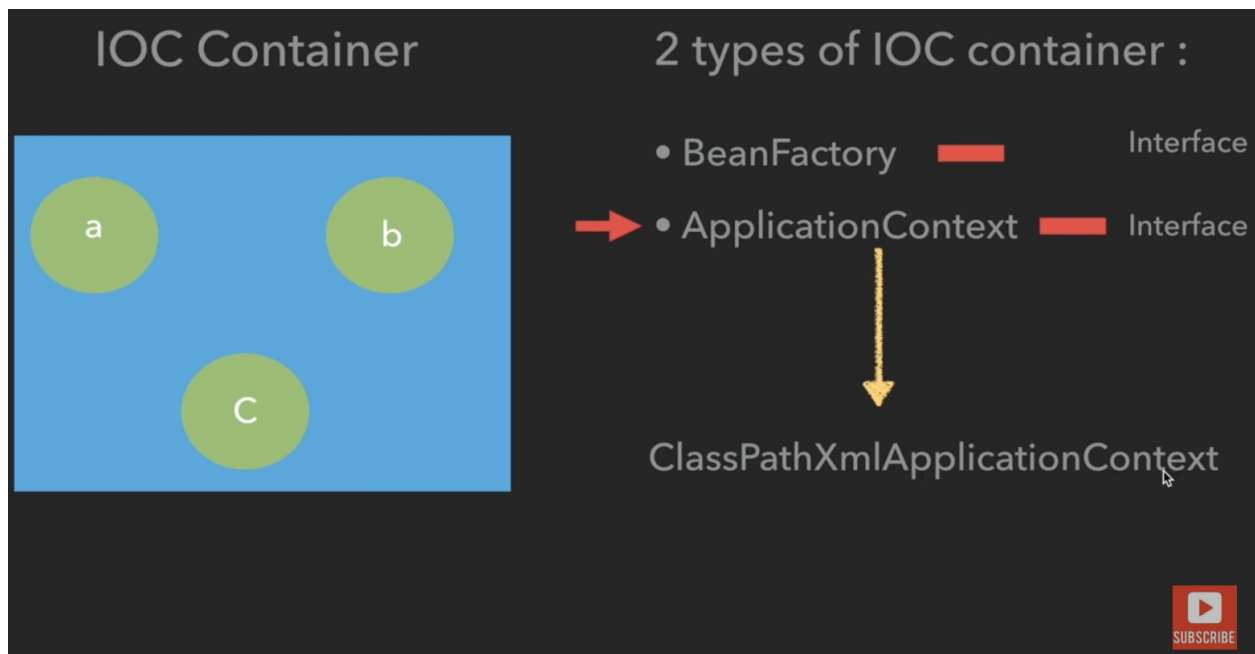 IOC Container
a
b
C
2 types of IOC container :
• BeanFactory
Interface
• ApplicationContext
Interface
ClassPathXmlApplicationContext
SUBSCRIBE